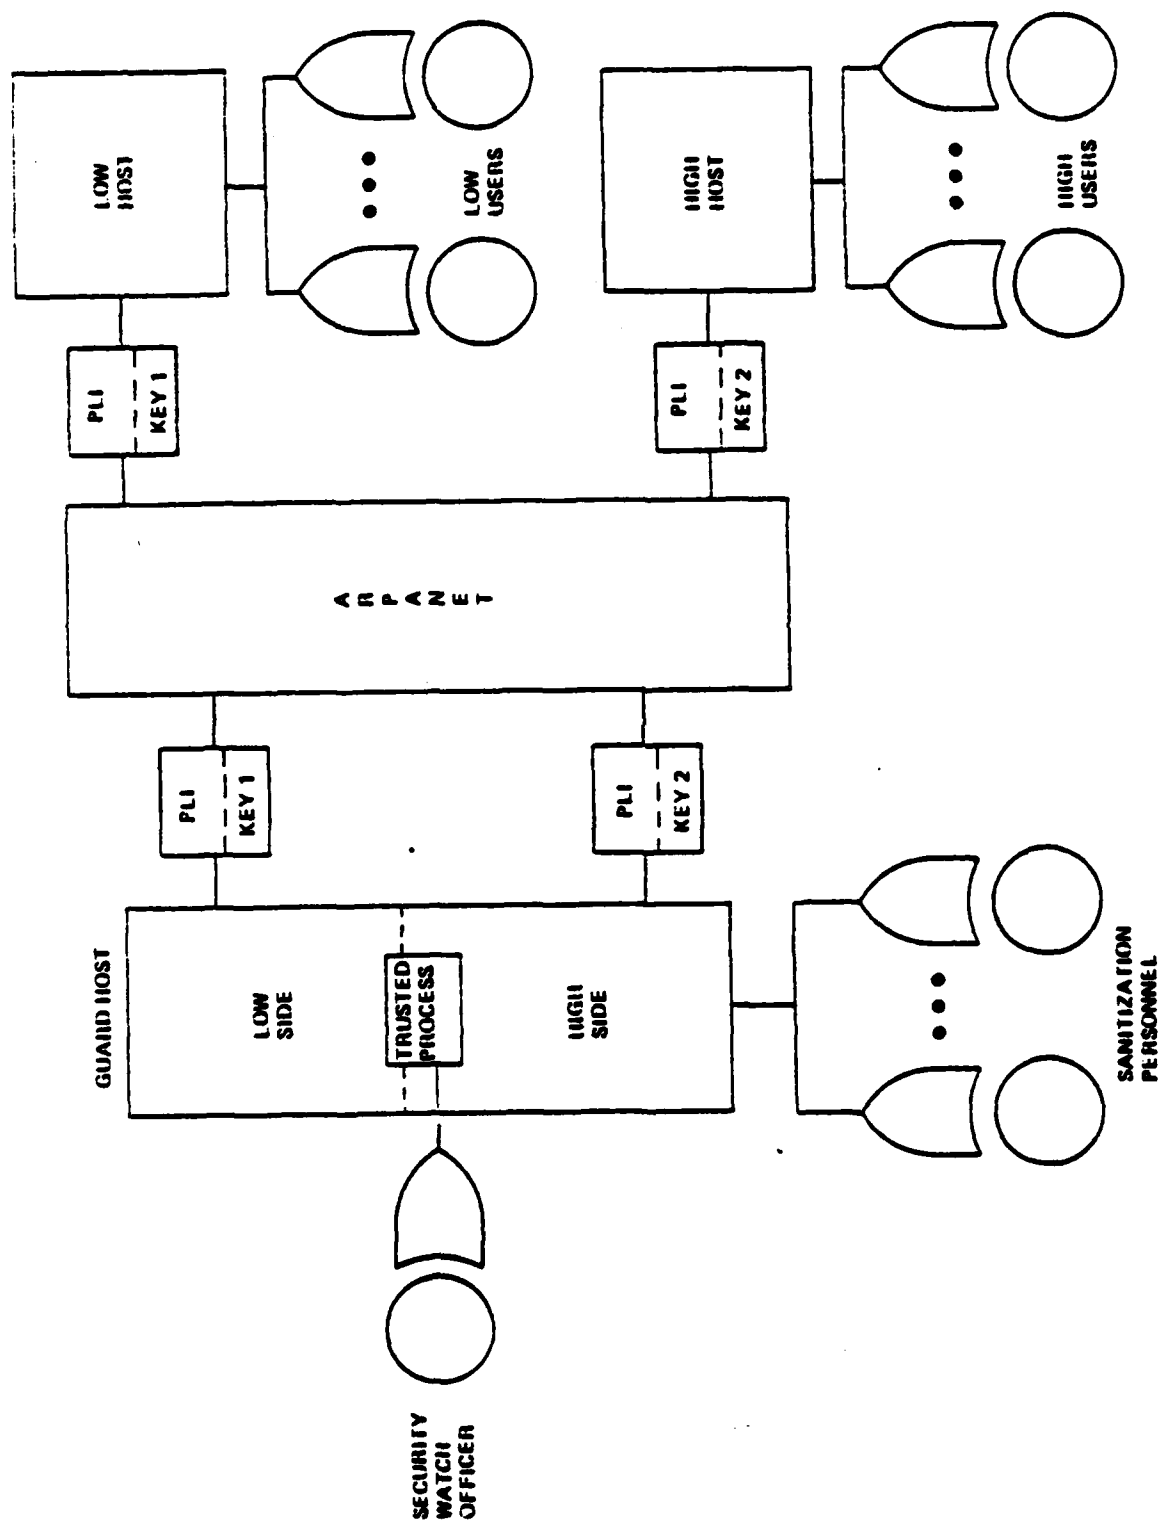 GUARD HOST
LOW
SIDE
TRUSTED
PROCESS
HIGH
SIDE
SECURITY
WATCH
OFFICER
SANITIZATION
PERSONNEL
PLI
KEY 1
PLI
KEY 2
ARPANET
PLI
KEY 1
PLI
KEY 2
LOW
HOST
LOW
USERS
HIGH
HOST
HIGH
USERS